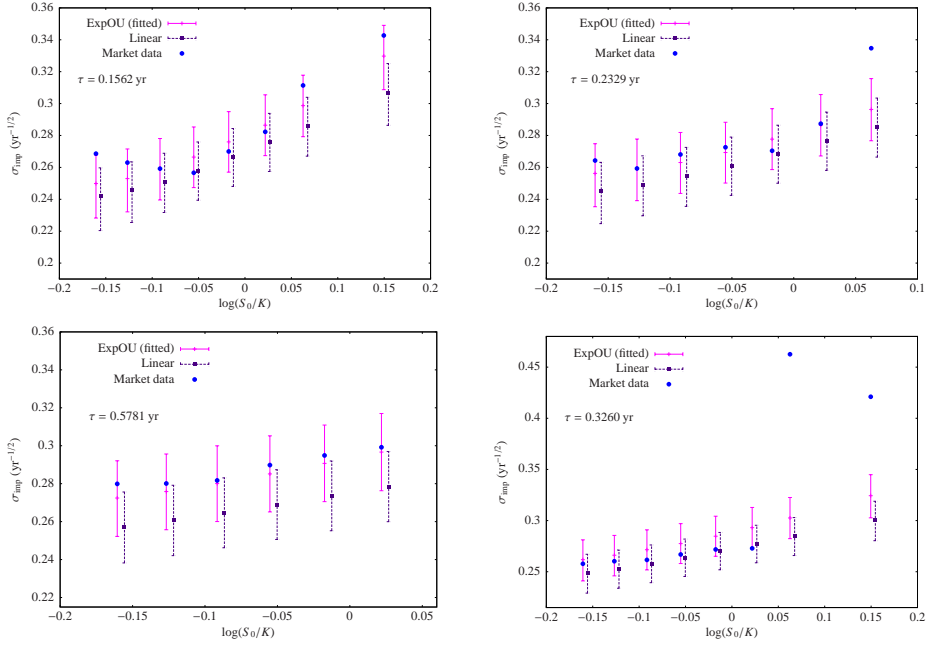 0.36
0.34
0.32
0.3
0.28
0.26
0.24
0.22
0.2
σimp (yr−1/2)
ExpOU (fitted)
Linear
Market data
τ = 0.1562 yr
−0.2 −0.15 −0.1 −0.05 0 0.05 0.1 0.15 0.2
log(S0/K)
0.36
0.34
0.32
0.3
0.28
0.26
0.24
0.22
0.2
σimp (yr−1/2)
ExpOU (fitted)
Linear
Market data
τ = 0.2329 yr
−0.2 −0.15 −0.1 −0.05 0 0.05 0.1
log(S0/K)
0.36
0.34
0.32
0.3
0.28
0.26
0.24
0.22
σimp (yr−1/2)
ExpOU (fitted)
Linear
Market data
τ = 0.5781 yr
−0.2 −0.15 −0.1 −0.05 0 0.05
log(S0/K)
0.45
0.4
0.35
0.3
0.25
σimp (yr−1/2)
ExpOU (fitted)
Linear
Market data
τ = 0.3260 yr
−0.2 −0.15 −0.1 −0.05 0 0.05 0.1 0.15 0.2
log(S0/K)